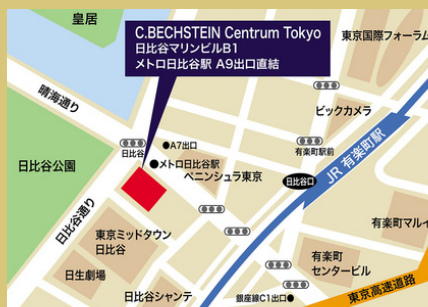 皇居
C.BECHSTEIN Centrum Tokyo
日比谷マリンビルB1
メトロ日比谷駅 A9出口直結
東京国際フォーラム
晴海通り
ビックカメラ
日比谷
A7出口
有楽町駅前
JR 有楽町駅
メトロ日比谷駅
日比谷公園
ペニンシュラ東京
日比谷口
日比谷通り
東京ミッドタウン
日比谷
有楽町マルイ
日生劇場
有楽町
センタービル
日比谷シャンテ
銀座線C1出口
東京高速道路